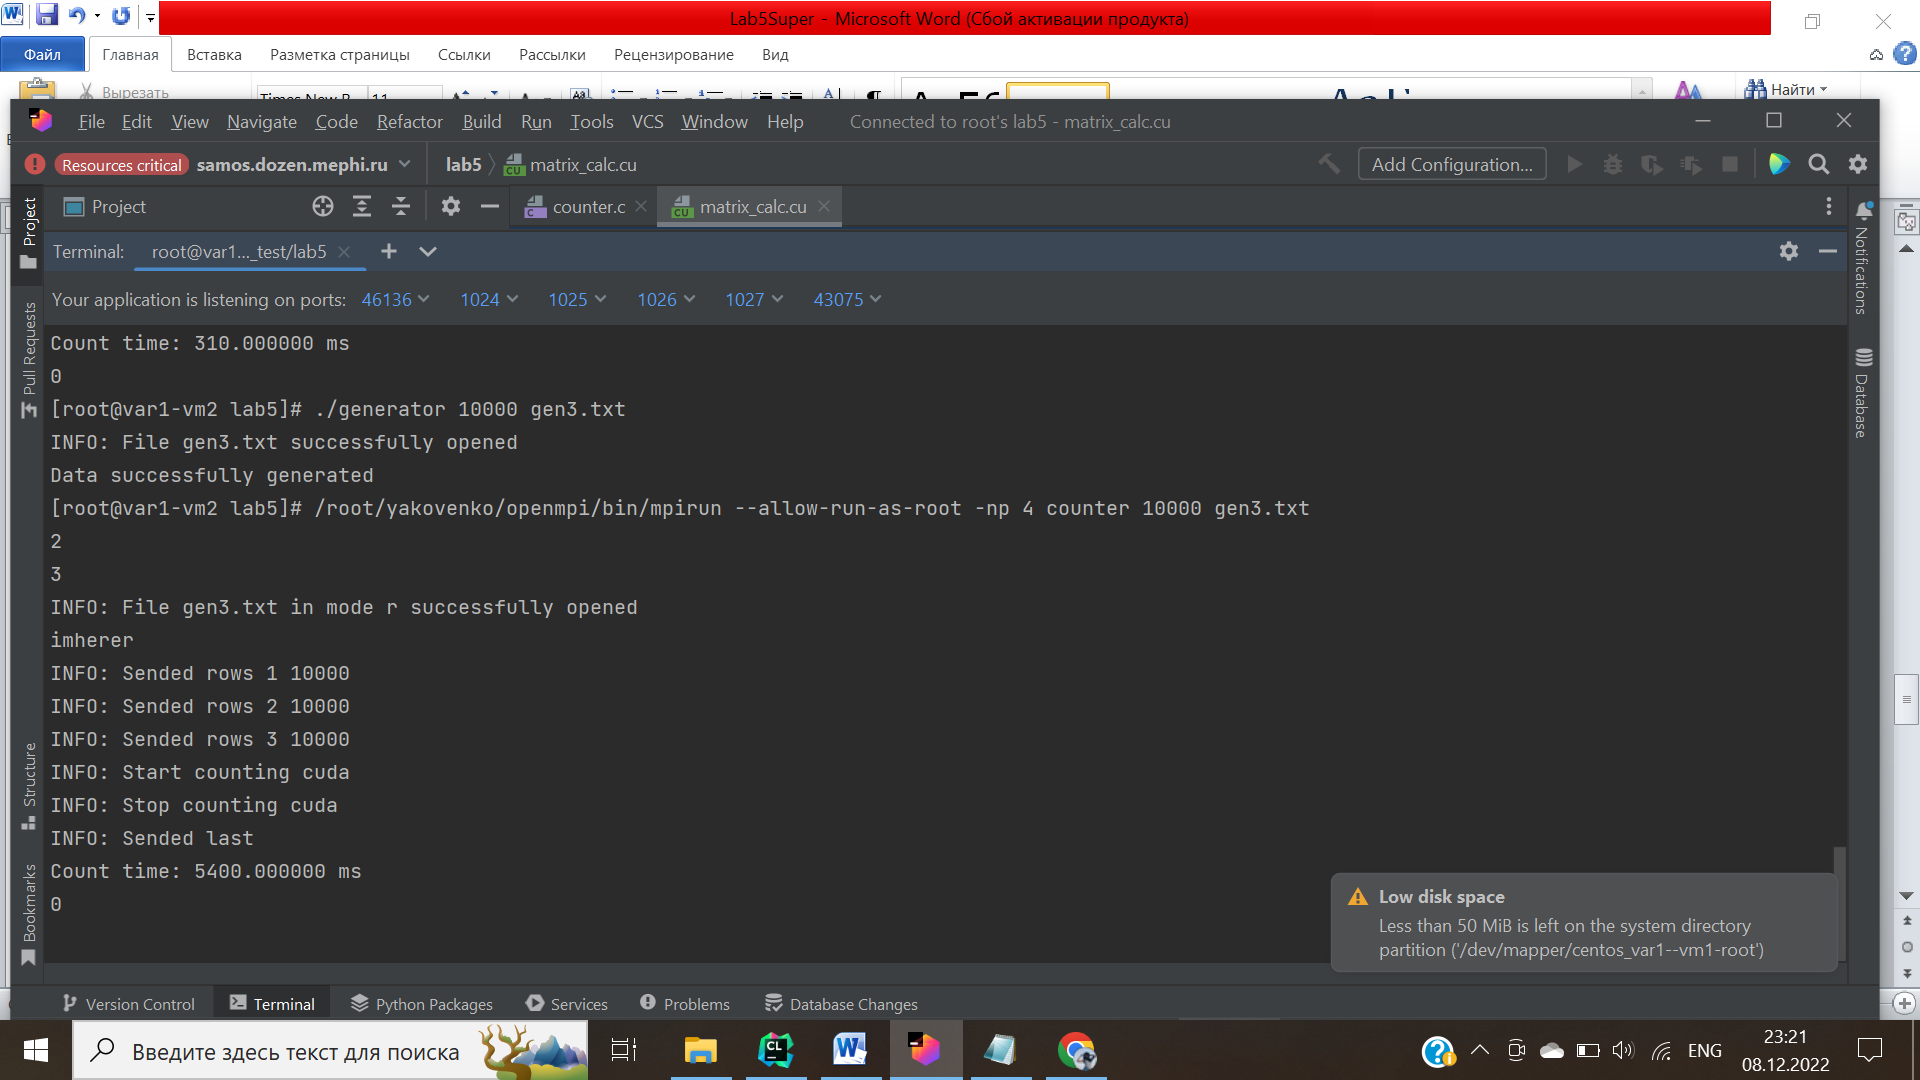 Lab5Super - Microsoft Word (Сбой активации продукта)
Файл Главная Вставка Разметка страницы Ссылки Рассылки Рецензирование Вид
Вырезать
Times New R 11
Найти
File Edit View Navigate Code Refactor Build Run Tools VCS Window Help Connected to root's lab5 - matrix_calc.cu
Resources critical samos.dozen.mephi.ru lab5 matrix_calc.cu Add Configuration...
Project counter.c matrix_calc.cu
Terminal: root@var1..._test/lab5
Your application is listening on ports: 46136 1024 1025 1026 1027 43075
Count time: 310.000000 ms
0
[root@var1-vm2 lab5]# ./generator 10000 gen3.txt
INFO: File gen3.txt successfully opened
Data successfully generated
[root@var1-vm2 lab5]# /root/yakovenko/openmpi/bin/mpirun --allow-run-as-root -np 4 counter 10000 gen3.txt
2
3
INFO: File gen3.txt in mode r successfully opened
imherer
INFO: Sended rows 1 10000
INFO: Sended rows 2 10000
INFO: Sended rows 3 10000
INFO: Start counting cuda
INFO: Stop counting cuda
INFO: Sended last
Count time: 5400.000000 ms
0
Project
Pull Requests
Structure
Bookmarks
Notifications
Database
Low disk space
Less than 50 MiB is left on the system directory
partition ('/dev/mapper/centos_var1--vm1-root')
Version Control Terminal Python Packages Services Problems Database Changes
Введите здесь текст для поиска
ENG
23:21
08.12.2022